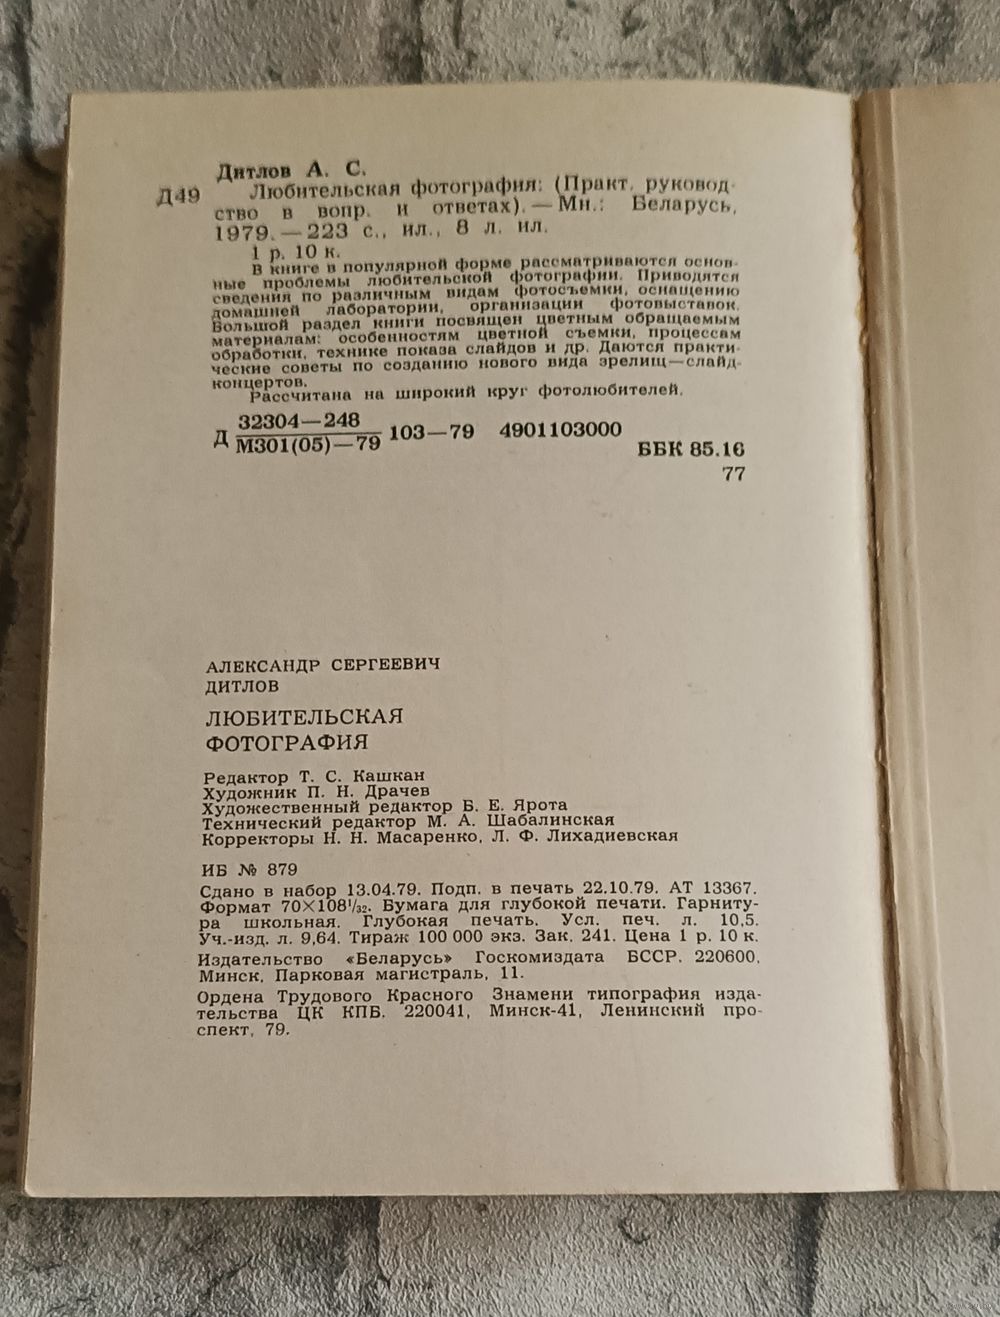 Дитлов А. С.
Д49 Любительская фотография: (Практ. руковод-
ство в вопр. и ответах). — Мн.: Беларусь,
1979. — 223 с., ил., 8 л. ил.
1 р. 10 к.
В книге в популярной форме рассматриваются основ-
ные проблемы любительской фотографии. Приводятся
сведения по различным видам фотосъемки, оснащению
домашней лаборатории, организации фотовыставок.
Большой раздел книги посвящен цветным обращаемым
материалам: особенностям цветной съемки, процессам
обработки, технике показа слайдов и др. Даются практи-
ческие советы по созданию нового вида зрелищ — слайд-
концертов.
Рассчитана на широкий круг фотолюбителей.
32304—248
Д 103—79 4901103000
М301(05)—79
ББК 85.16
77
АЛЕКСАНДР СЕРГЕЕВИЧ
ДИТЛОВ
ЛЮБИТЕЛЬСКАЯ
ФОТОГРАФИЯ
Редактор Т. С. Кашкан
Художник П. Н. Драчев
Художественный редактор Б. Е. Ярота
Технический редактор М. А. Шабалинская
Корректоры Н. Н. Масаренко, Л. Ф. Лихадиевская
ИБ № 879
Сдано в набор 13.04.79. Подп. в печать 22.10.79. АТ 13367.
Формат 70×108¹/₃₂. Бумага для глубокой печати. Гарниту-
ра школьная. Глубокая печать. Усл. печ. л. 10,5.
Уч.-изд. л. 9,64. Тираж 100 000 экз. Зак. 241. Цена 1 р. 10 к.
Издательство «Беларусь» Госкомиздата БССР. 220600,
Минск, Парковая магистраль, 11.
Ордена Трудового Красного Знамени типография изда-
тельства ЦК КПБ. 220041, Минск-41, Ленинский про-
спект, 79.